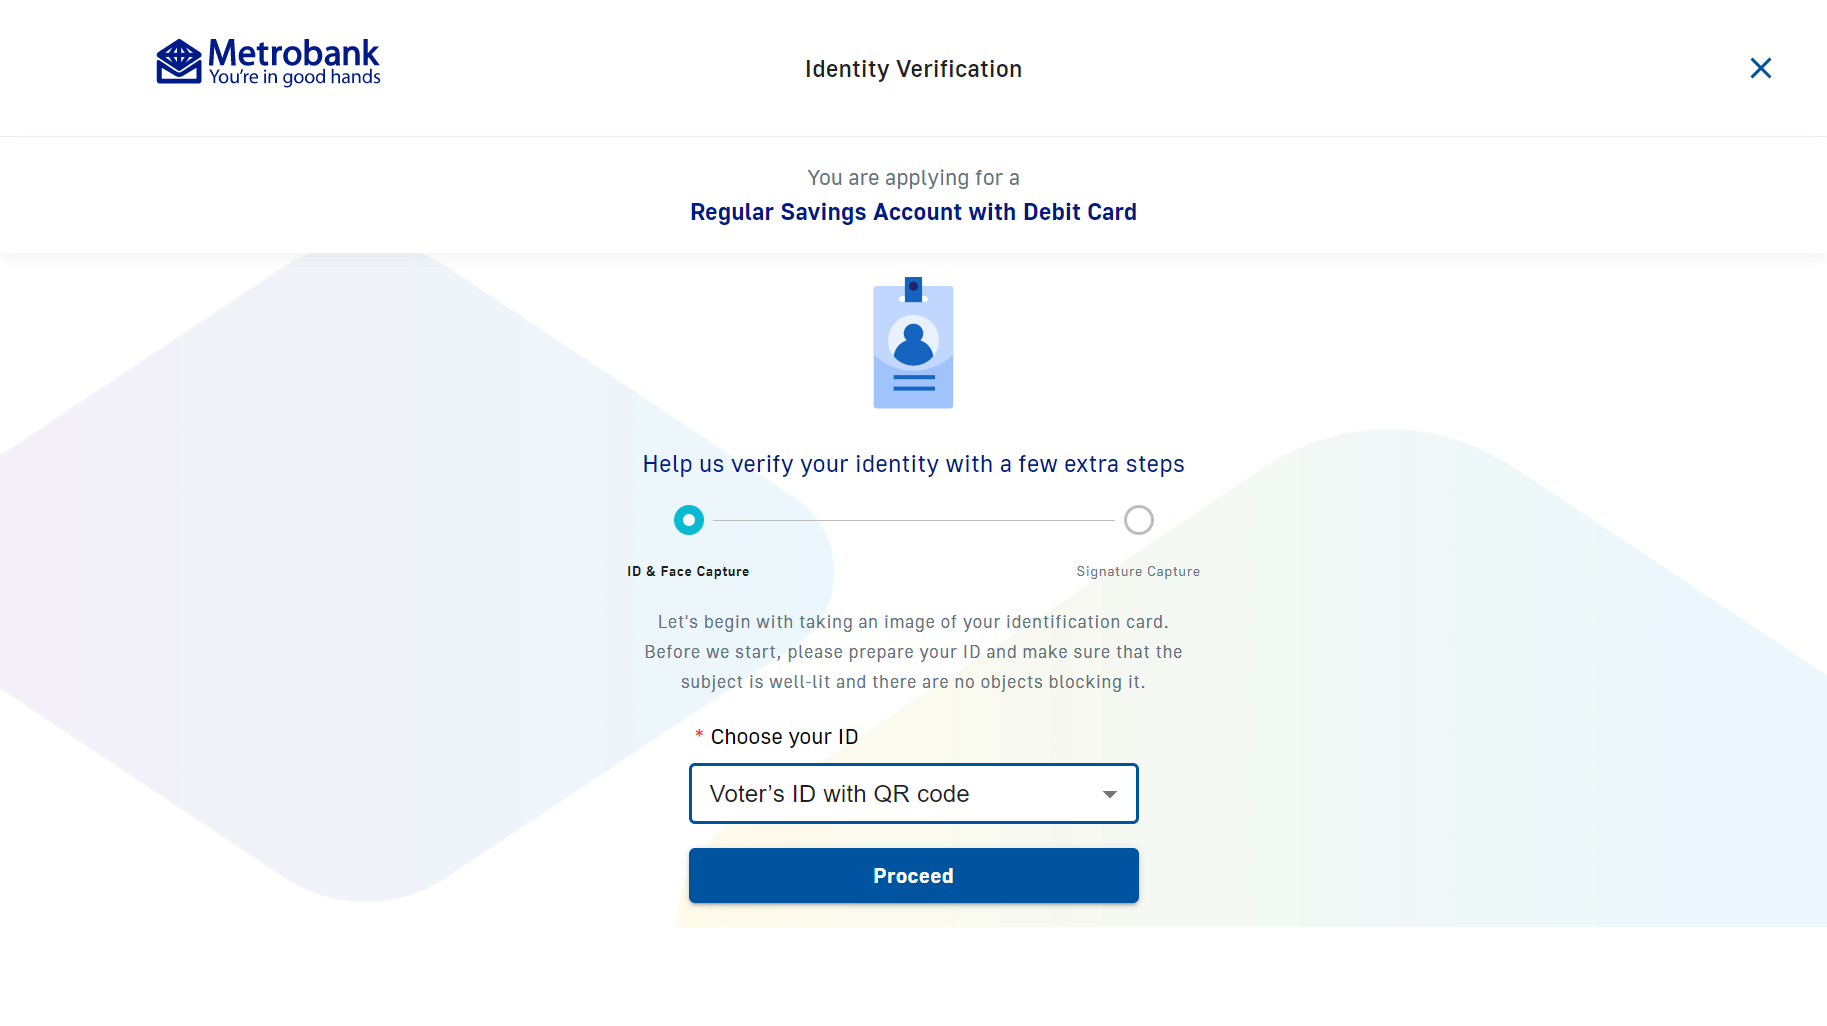 Metrobank
You're in good hands
Identity Verification
You are applying for a
Regular Savings Account with Debit Card
Help us verify your identity with a few extra steps
ID & Face Capture
Signature Capture
Let's begin with taking an image of your identification card.
Before we start, please prepare your ID and make sure that the
subject is well-lit and there are no objects blocking it.
* Choose your ID
Voter’s ID with QR code
Proceed